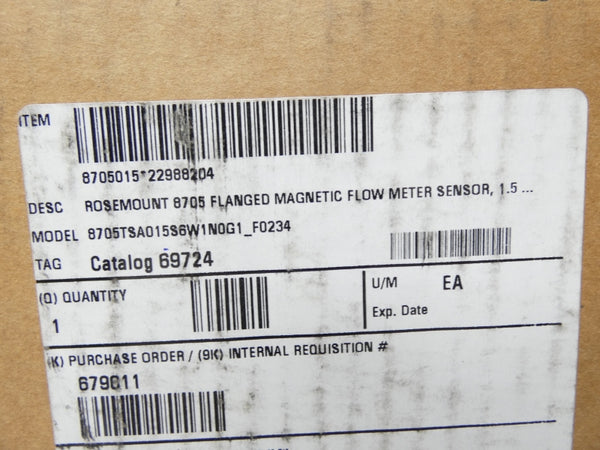 ITEM
8705015*22988204
DESC ROSEMOUNT 8705 FLANGED MAGNETIC FLOW METER SENSOR, 1.5 ...
MODEL 8705TSA015S6W1N0G1_F0234
TAG Catalog 69724
(Q) QUANTITY
U/M EA
1
Exp. Date
(K) PURCHASE ORDER / (9K) INTERNAL REQUISITION #
679611